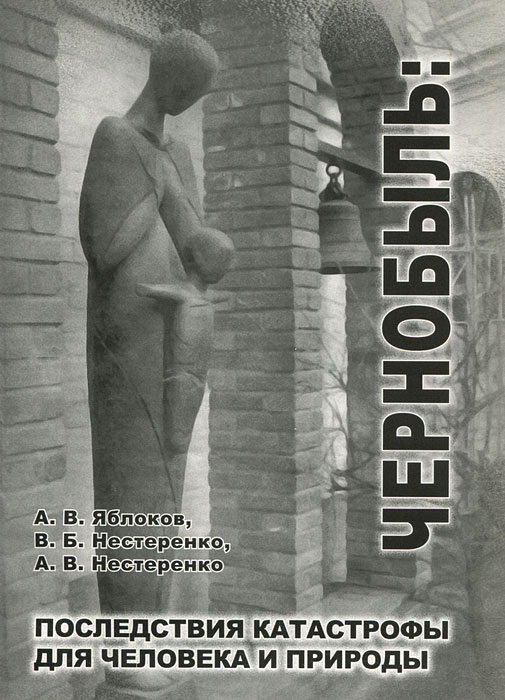 ЧЕРНОБЫЛЬ:
А. В. Яблоков,
В. Б. Нестеренко,
А. В. Нестеренко
ПОСЛЕДСТВИЯ КАТАСТРОФЫ
ДЛЯ ЧЕЛОВЕКА И ПРИРОДЫ